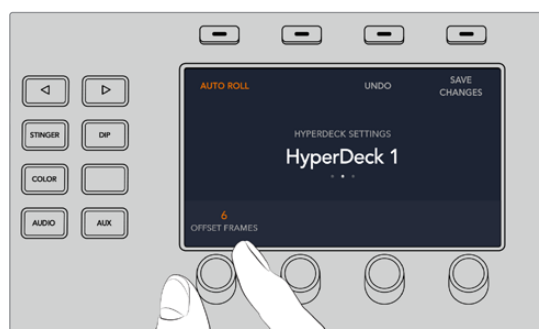 AUTO ROLL
UNDO
SAVE
CHANGES
STINGER
DIP
HYPERDECK SETTINGS
HyperDeck 1
COLOR
AUDIO
AUX
6
OFFSET FRAMES